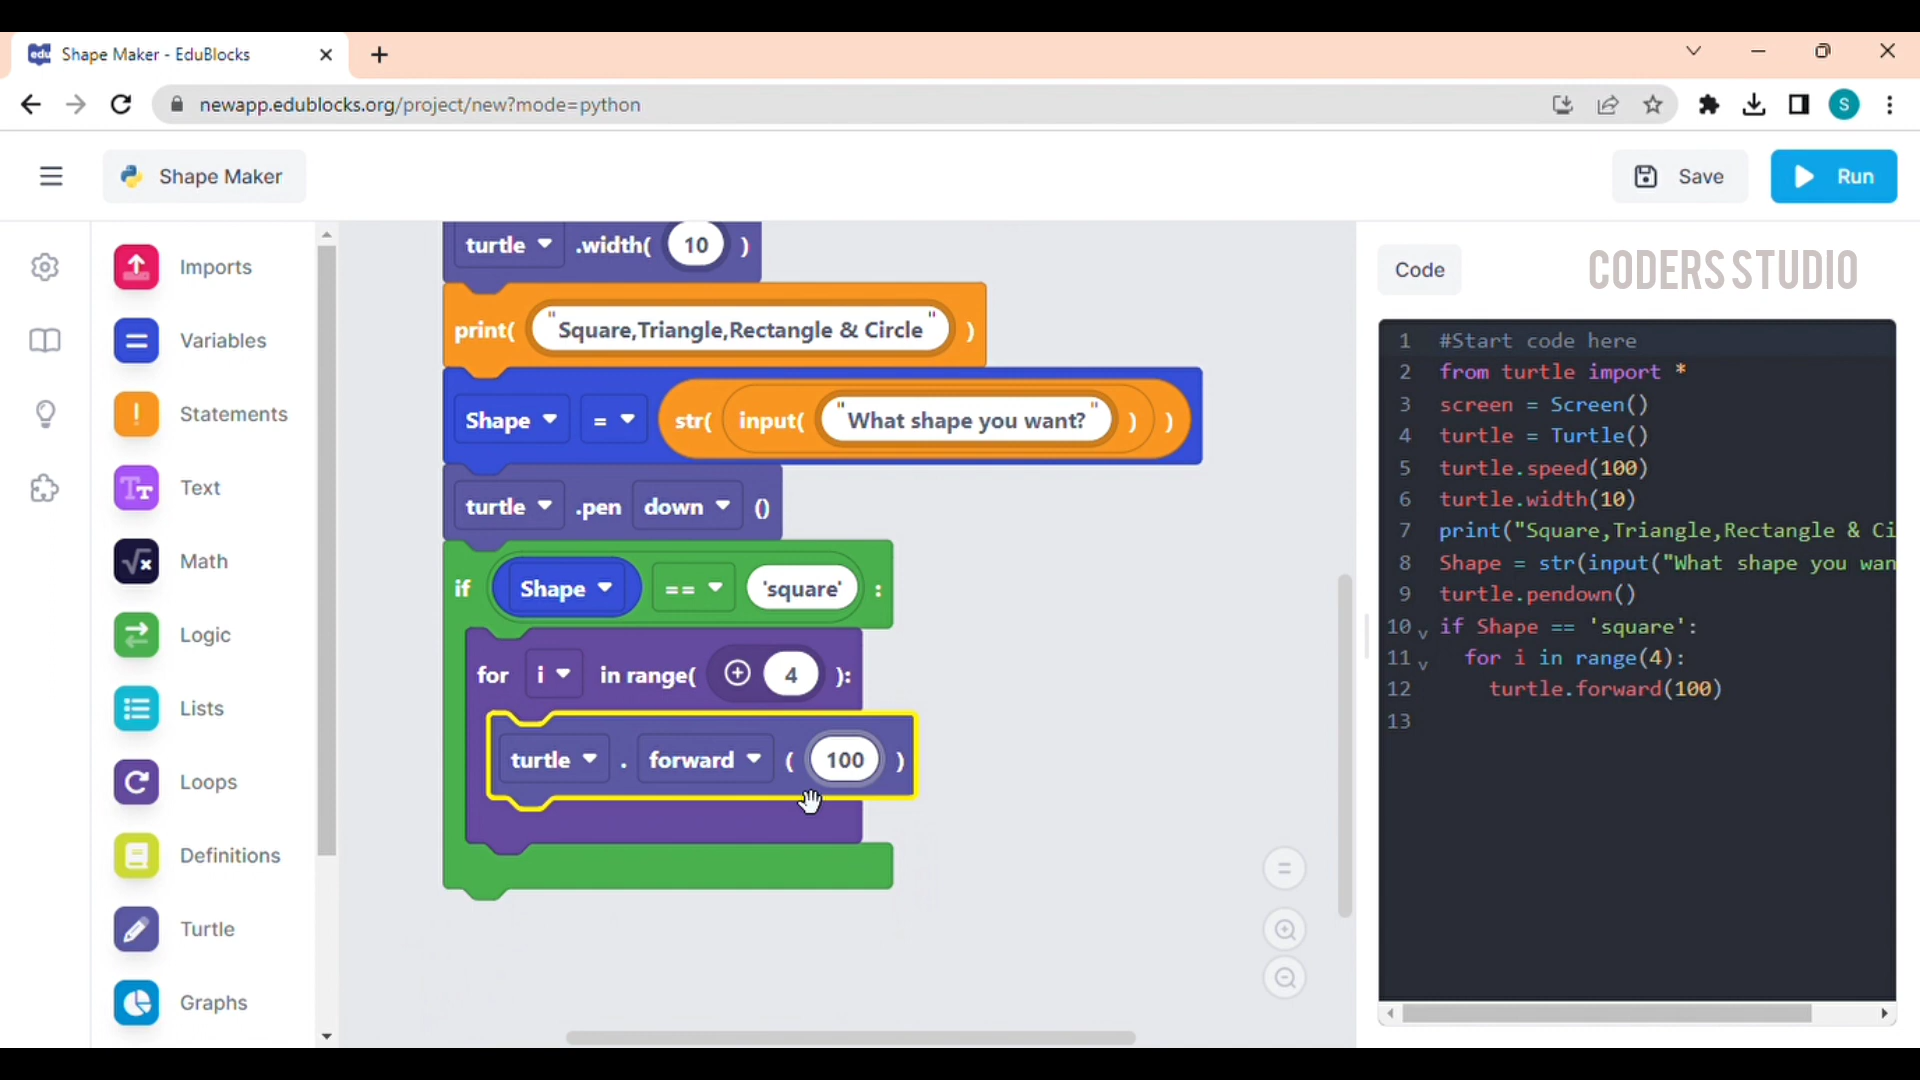 edu Shape Maker - EduBlocks
newapp.edublocks.org/project/new?mode=python
S
Shape Maker
Save
Run
Imports
Variables
Statements
Text
Math
Logic
Lists
Loops
Definitions
Turtle
Graphs
turtle .width( 10 )
print( "Square,Triangle,Rectangle & Circle" )
Shape = str( input( "What shape you want?" ) )
turtle .pen down ()
if Shape == 'square' :
for i in range( 4 ):
turtle . forward ( 100 )
Code
CODERS STUDIO
1 #Start code here
2 from turtle import *
3 screen = Screen()
4 turtle = Turtle()
5 turtle.speed(100)
6 turtle.width(10)
7 print("Square,Triangle,Rectangle & Ci
8 Shape = str(input("What shape you wan
9 turtle.pendown()
10 if Shape == 'square':
11 for i in range(4):
12 turtle.forward(100)
13